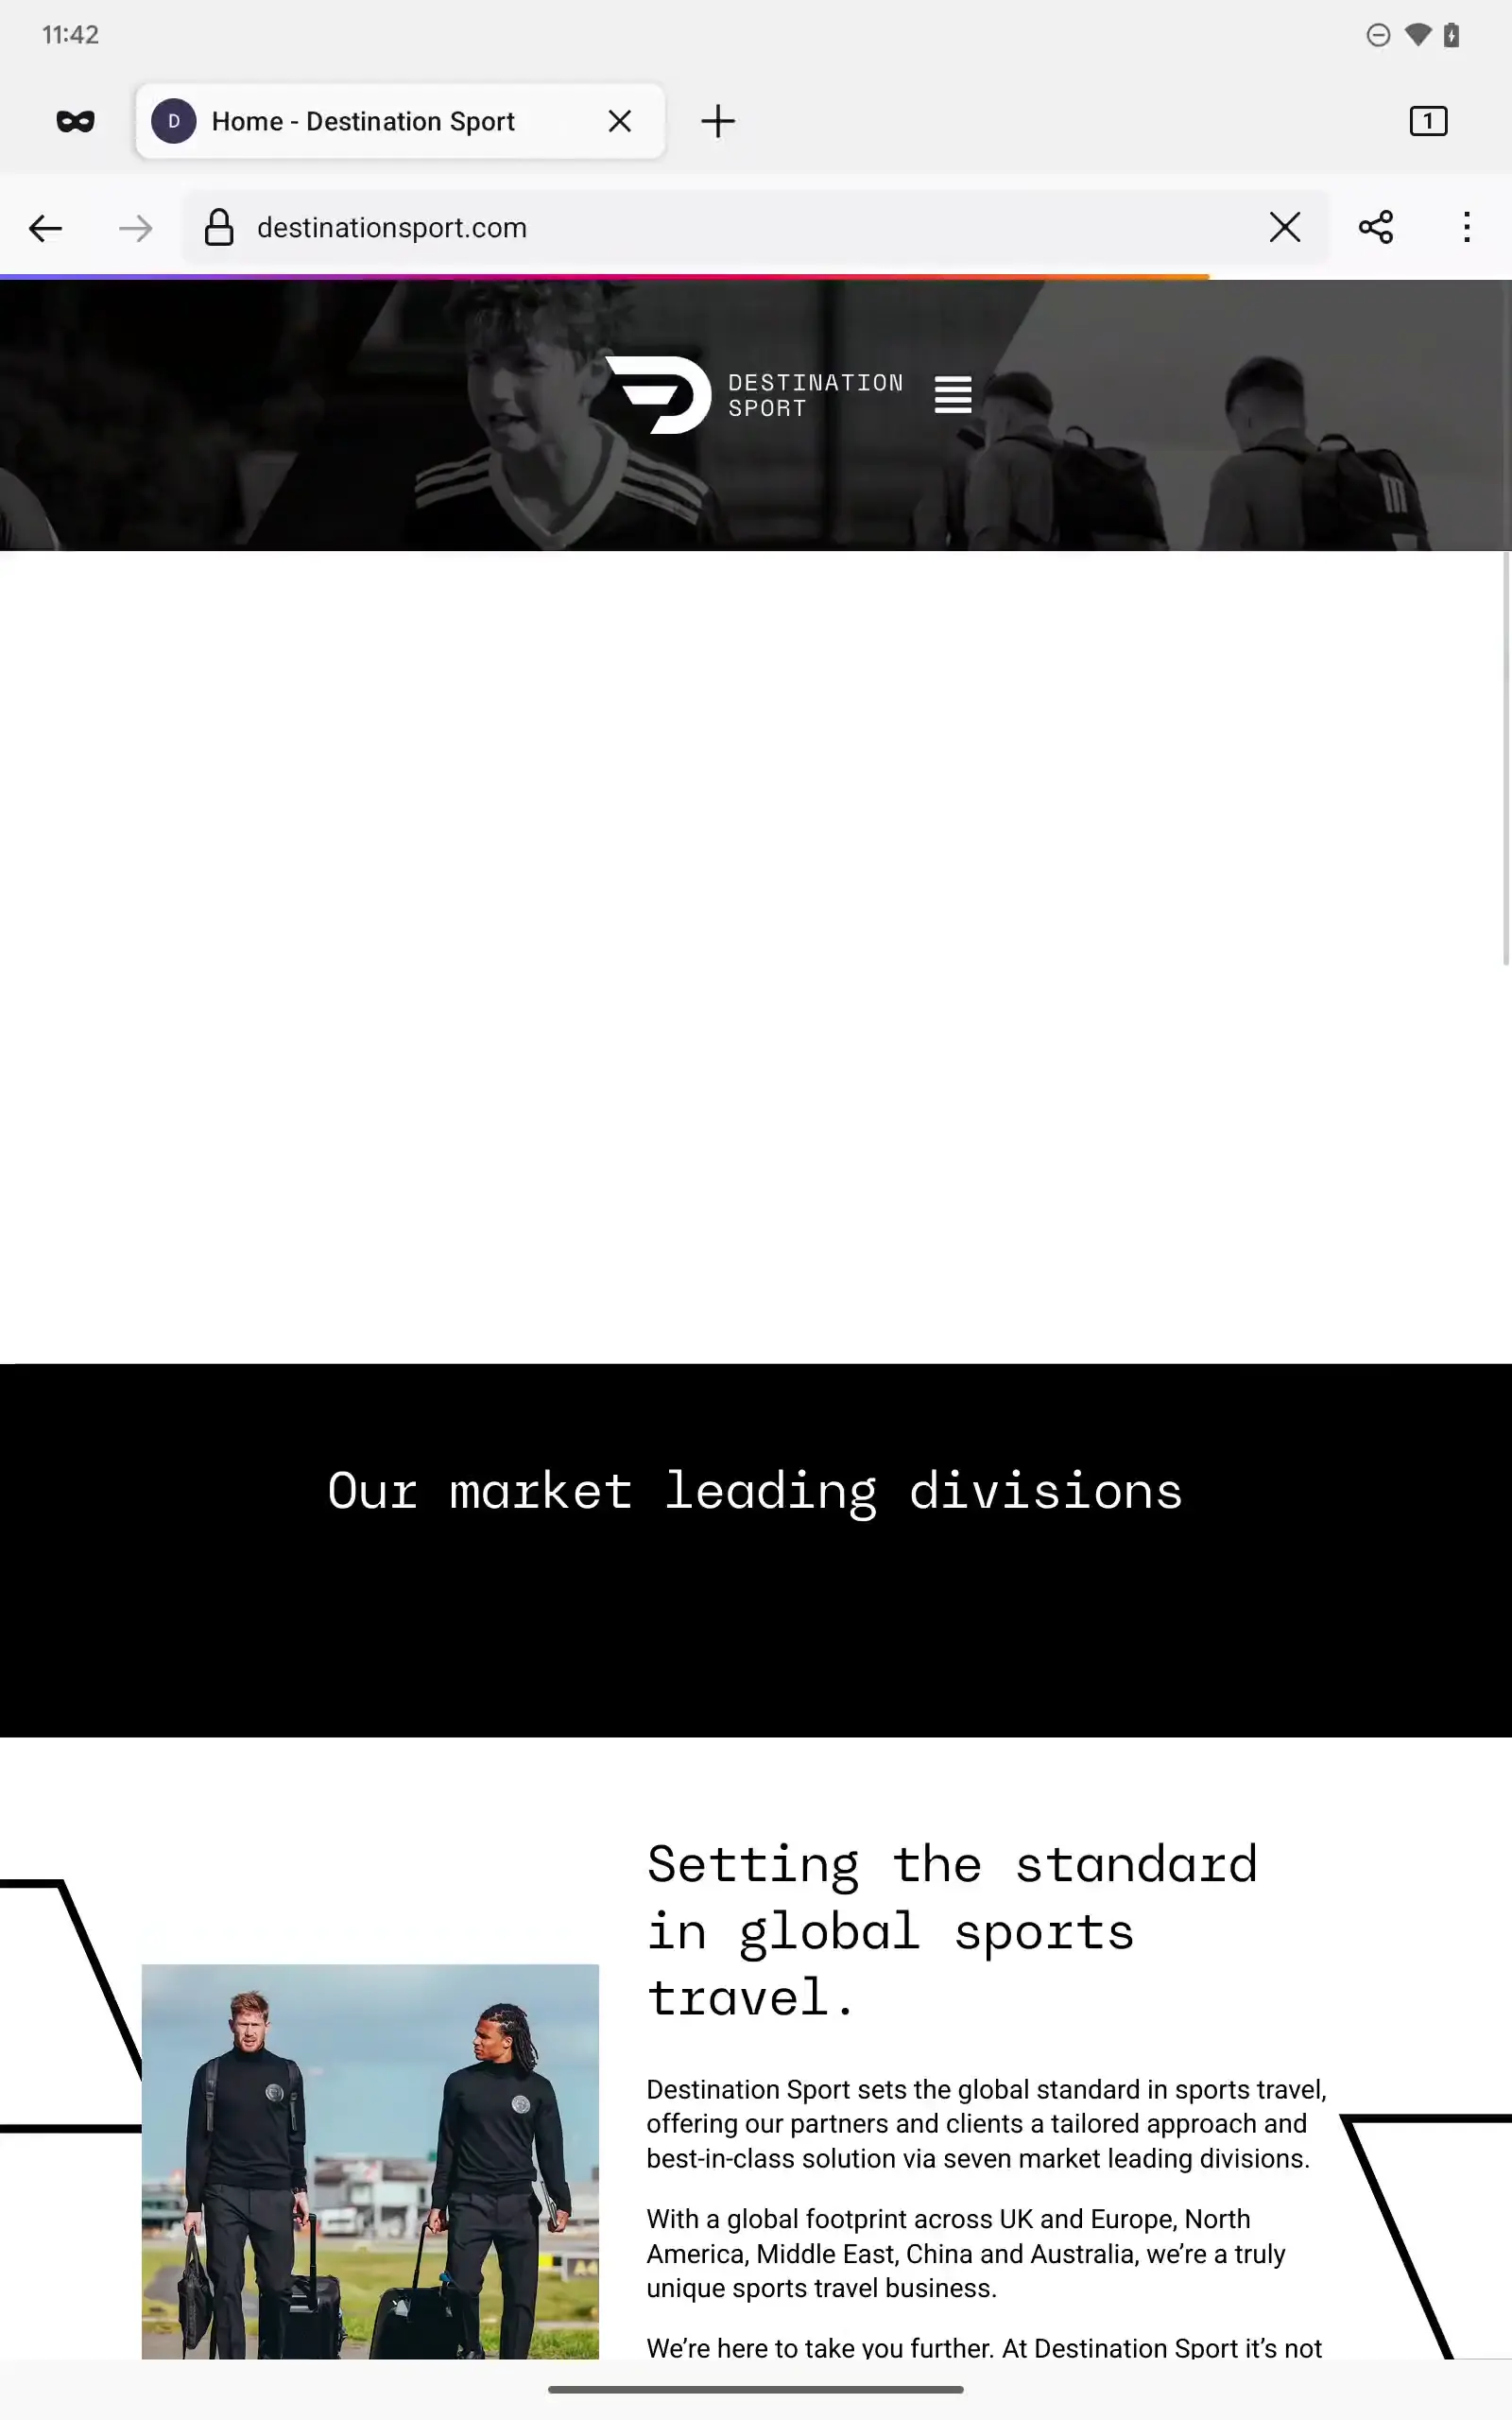 11:42
D Home - Destination Sport
1
destinationsport.com
DESTINATION
SPORT
Our market leading divisions
Setting the standard
in global sports
travel.
Destination Sport sets the global standard in sports travel,
offering our partners and clients a tailored approach and
best-in-class solution via seven market leading divisions.
With a global footprint across UK and Europe, North
America, Middle East, China and Australia, we’re a truly
unique sports travel business.
We’re here to take you further. At Destination Sport it’s not